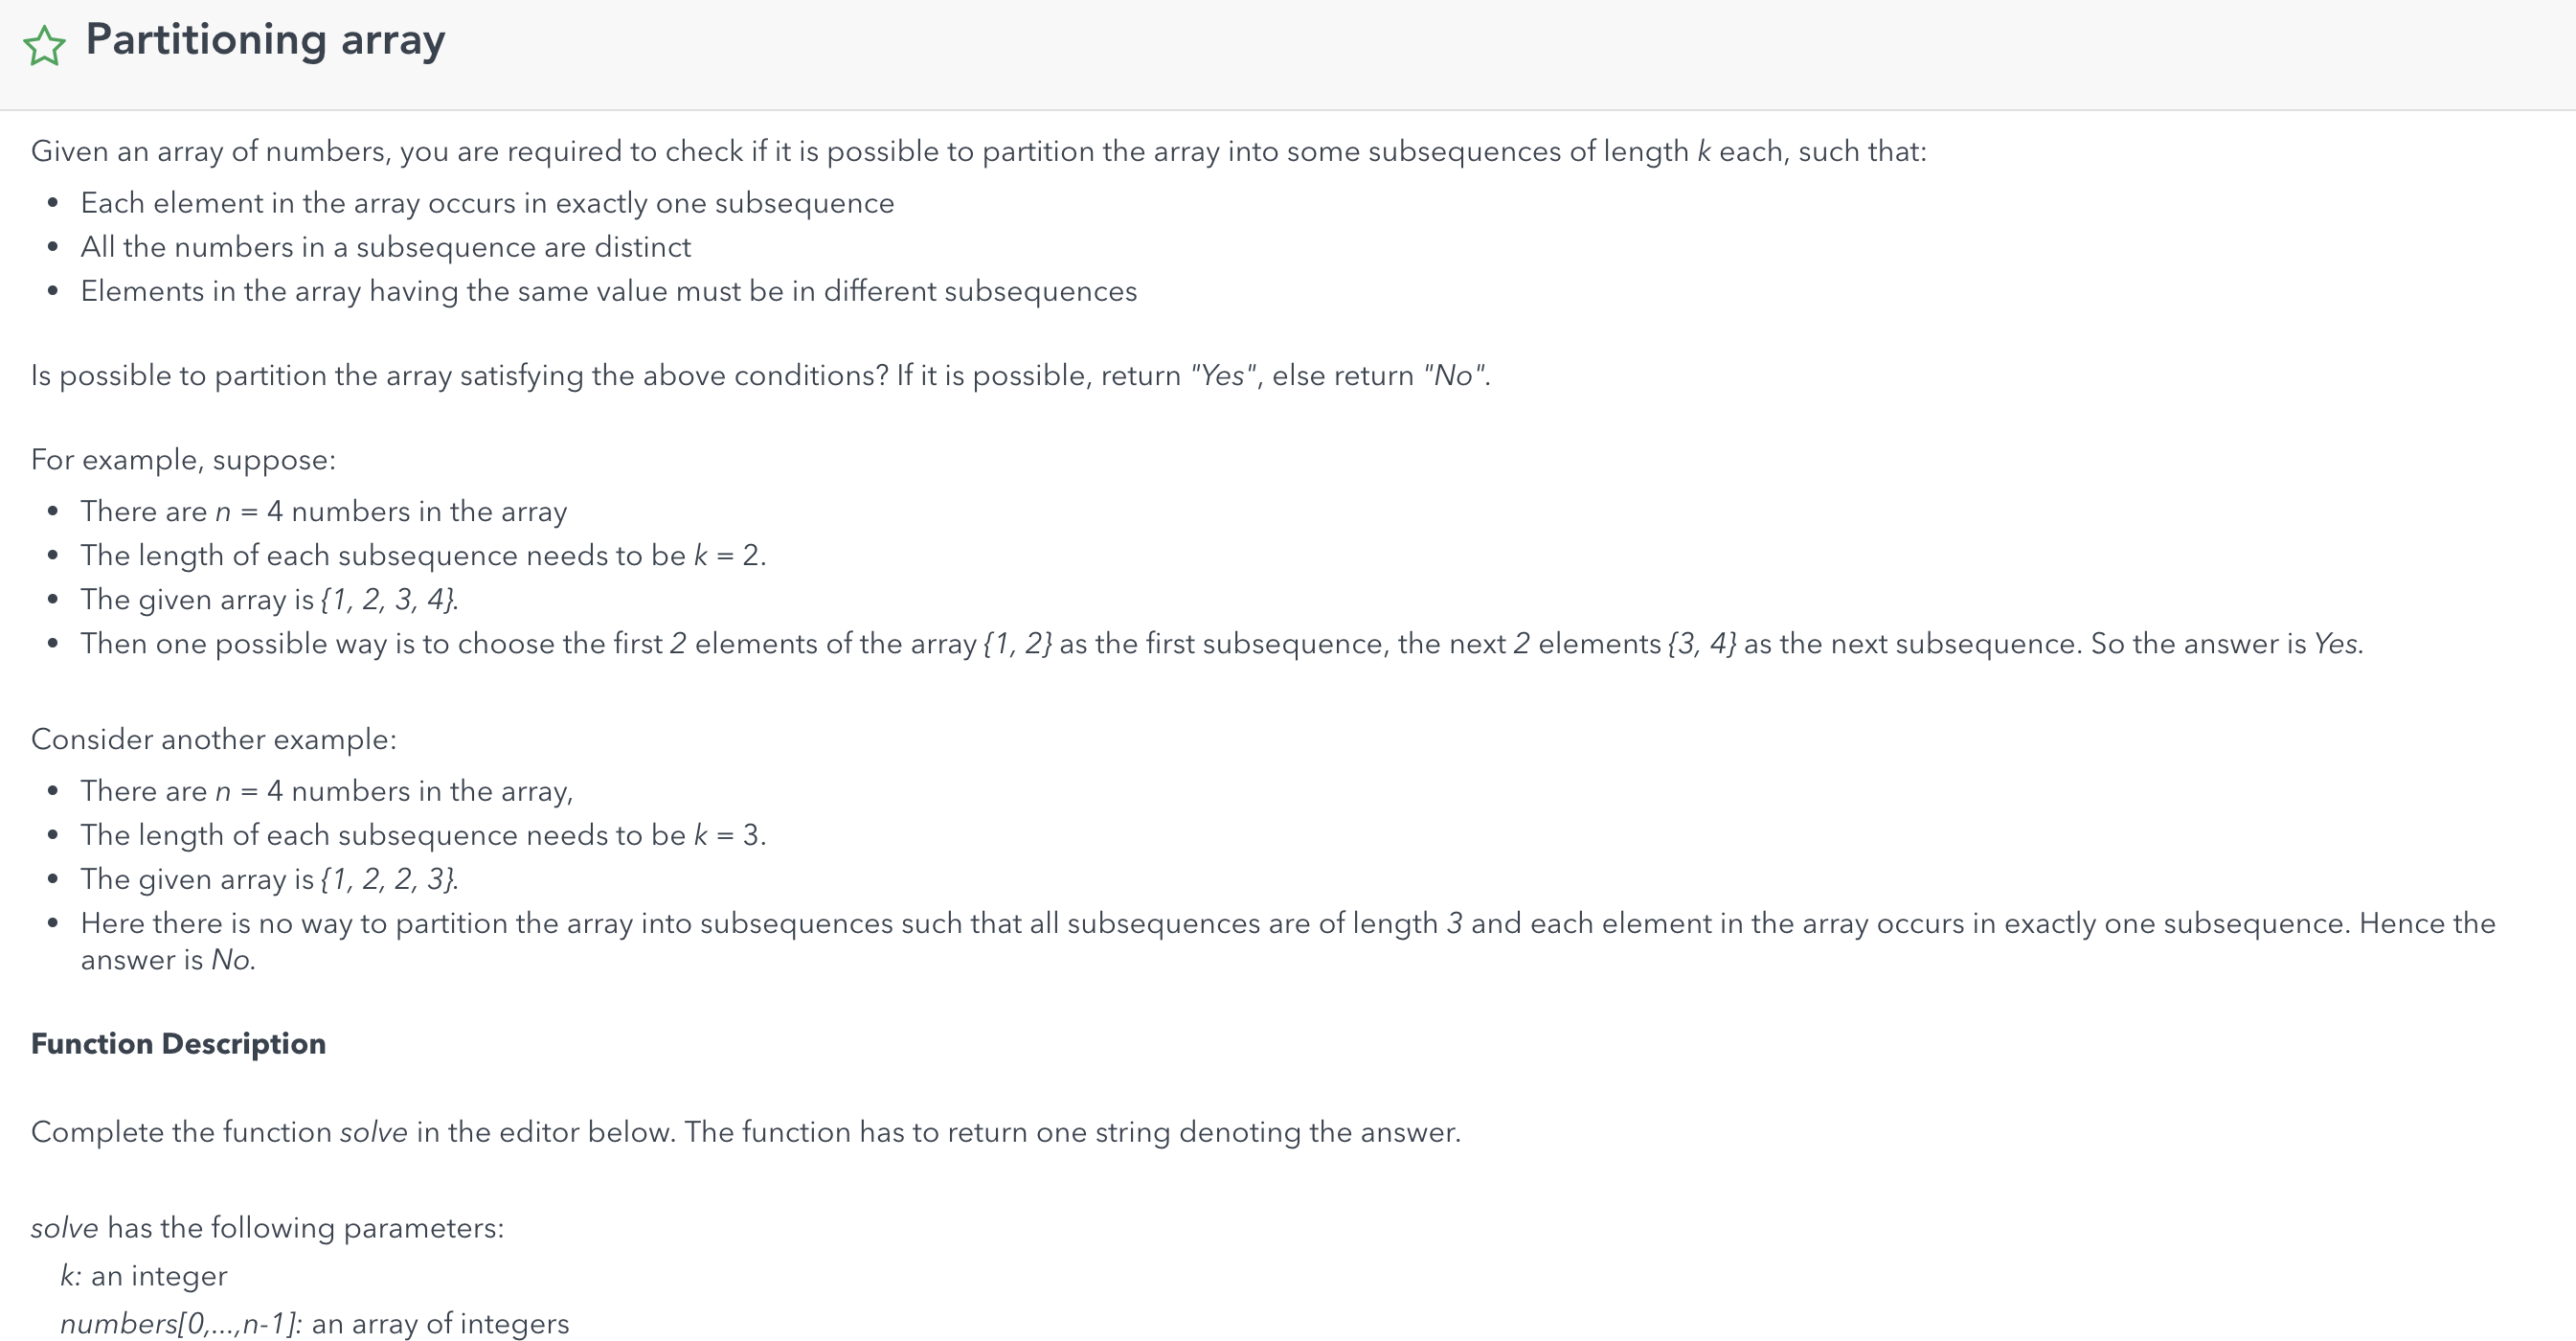 Partitioning array
Given an array of numbers, you are required to check if it is possible to partition the array into some subsequences of length k each, such that:
• Each element in the array occurs in exactly one subsequence
• All the numbers in a subsequence are distinct
• Elements in the array having the same value must be in different subsequences
Is possible to partition the array satisfying the above conditions? If it is possible, return "Yes", else return "No".
For example, suppose:
• There are n = 4 numbers in the array
• The length of each subsequence needs to be k = 2.
• The given array is {1, 2, 3, 4}.
• Then one possible way is to choose the first 2 elements of the array {1, 2} as the first subsequence, the next 2 elements {3, 4} as the next subsequence. So the answer is Yes.
Consider another example:
• There are n = 4 numbers in the array,
• The length of each subsequence needs to be k = 3.
• The given array is {1, 2, 2, 3}.
• Here there is no way to partition the array into subsequences such that all subsequences are of length 3 and each element in the array occurs in exactly one subsequence. Hence the
answer is No.
Function Description
Complete the function solve in the editor below. The function has to return one string denoting the answer.
solve has the following parameters:
k: an integer
numbers[0,...,n-1]: an array of integers